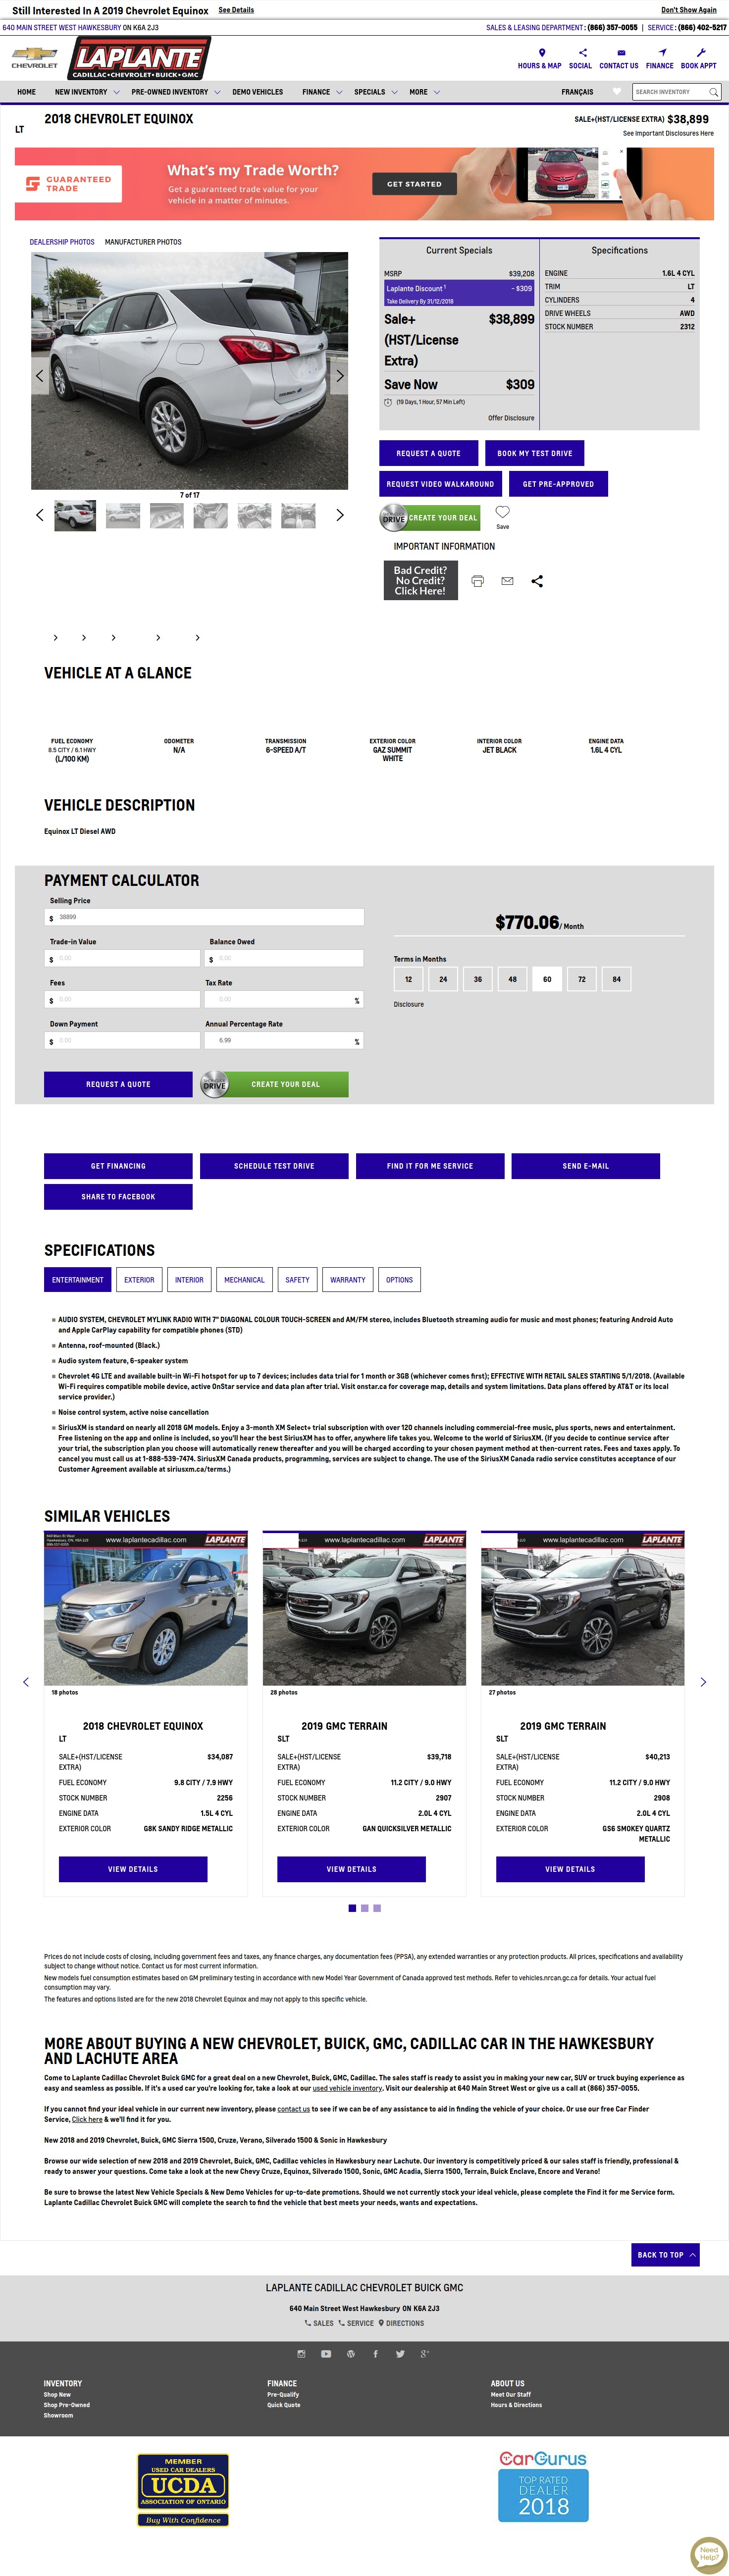 Still Interested In A 2019 Chevrolet Equinox See Details Don't Show Again
640 MAIN STREET WEST HAWKESBURY ON K6A 2J3 SALES & LEASING DEPARTMENT: (866) 357-0055 | SERVICE: (866) 402-5217
CHEVROLET LAPLANTE
CADILLAC•CHEVROLET•BUICK•GMC
HOURS & MAP SOCIAL CONTACT US FINANCE BOOK APPT
HOME NEW INVENTORY PRE-OWNED INVENTORY DEMO VEHICLES FINANCE SPECIALS MORE FRANÇAIS SEARCH INVENTORY
2018 CHEVROLET EQUINOX
LT
SALE+(HST/LICENSE EXTRA) $38,899
See Important Disclosures Here
GUARANTEED
TRADE
What's my Trade Worth?
Get a guaranteed trade value for your
vehicle in a matter of minutes.
GET STARTED
DEALERSHIP PHOTOS MANUFACTURER PHOTOS
7 of 17
Current Specials
MSRP $39,208
Laplante Discount 1 - $309
Take Delivery By 31/12/2018
Sale+ $38,899
(HST/License
Extra)
Save Now $309
(19 Days, 1 Hour, 57 Min Left)
Offer Disclosure
Specifications
ENGINE 1.6L 4 CYL
TRIM LT
CYLINDERS 4
DRIVE WHEELS AWD
STOCK NUMBER 2312
REQUEST A QUOTE BOOK MY TEST DRIVE
REQUEST VIDEO WALKAROUND GET PRE-APPROVED
DRIVE CREATE YOUR DEAL
Save
IMPORTANT INFORMATION
Bad Credit?
No Credit?
Click Here!
VEHICLE AT A GLANCE
FUEL ECONOMY ODOMETER TRANSMISSION EXTERIOR COLOR INTERIOR COLOR ENGINE DATA
8.5 CITY / 6.1 HWY N/A 6-SPEED A/T GAZ SUMMIT JET BLACK 1.6L 4 CYL
(L/100 KM) WHITE
VEHICLE DESCRIPTION
Equinox LT Diesel AWD
PAYMENT CALCULATOR
Selling Price
$ 38899
Trade-in Value Balance Owed
$ 0.00 $ 0.00
Fees Tax Rate
$ 0.00 0.00 %
Down Payment Annual Percentage Rate
$ 0.00 6.99 %
$770.06 / Month
Terms in Months
12 24 36 48 60 72 84
Disclosure
REQUEST A QUOTE DRIVE CREATE YOUR DEAL
GET FINANCING SCHEDULE TEST DRIVE FIND IT FOR ME SERVICE SEND E-MAIL
SHARE TO FACEBOOK
SPECIFICATIONS
ENTERTAINMENT EXTERIOR INTERIOR MECHANICAL SAFETY WARRANTY OPTIONS
AUDIO SYSTEM, CHEVROLET MYLINK RADIO WITH 7" DIAGONAL COLOUR TOUCH-SCREEN and AM/FM stereo, includes Bluetooth streaming audio for music and most phones; featuring Android Auto
and Apple CarPlay capability for compatible phones (STD)
Antenna, roof-mounted (Black.)
Audio system feature, 6-speaker system
Chevrolet 4G LTE and available built-in Wi-Fi hotspot for up to 7 devices; includes data trial for 1 month or 3GB (whichever comes first); EFFECTIVE WITH RETAIL SALES STARTING 5/1/2018. (Available
Wi-Fi requires compatible mobile device, active OnStar service and data plan after trial. Visit onstar.ca for coverage map, details and system limitations. Data plans offered by AT&T or its local
service provider.)
Noise control system, active noise cancellation
SiriusXM is standard on nearly all 2018 GM models. Enjoy a 3-month XM Select+ trial subscription with over 120 channels including commercial-free music, plus sports, news and entertainment.
Free listening on the app and online is included, so you'll hear the best SiriusXM has to offer, anywhere life takes you. Welcome to the world of SiriusXM. (If you decide to continue service after
your trial, the subscription plan you choose will automatically renew thereafter and you will be charged according to your chosen payment method at then-current rates. Fees and taxes apply. To
cancel you must call us at 1-888-539-7474. SiriusXM Canada products, programming, services are subject to change. The use of the SiriusXM Canada radio service constitutes acceptance of our
Customer Agreement available at siriusxm.ca/terms.)
SIMILAR VEHICLES
www.laplantecadillac.com LAPLANTE www.laplantecadillac.com LAPLANTE www.laplantecadillac.com LAPLANTE
18 photos 28 photos 27 photos
2018 CHEVROLET EQUINOX 2019 GMC TERRAIN 2019 GMC TERRAIN
LT SLT SLT
SALE+(HST/LICENSE $34,087 SALE+(HST/LICENSE $39,718 SALE+(HST/LICENSE $40,213
EXTRA) EXTRA) EXTRA)
FUEL ECONOMY 9.8 CITY / 7.9 HWY FUEL ECONOMY 11.2 CITY / 9.0 HWY FUEL ECONOMY 11.2 CITY / 9.0 HWY
STOCK NUMBER 2256 STOCK NUMBER 2907 STOCK NUMBER 2908
ENGINE DATA 1.5L 4 CYL ENGINE DATA 2.0L 4 CYL ENGINE DATA 2.0L 4 CYL
EXTERIOR COLOR G8K SANDY RIDGE METALLIC EXTERIOR COLOR GAN QUICKSILVER METALLIC EXTERIOR COLOR GS6 SMOKEY QUARTZ
METALLIC
VIEW DETAILS VIEW DETAILS VIEW DETAILS
Prices do not include costs of closing, including government fees and taxes, any finance charges, any documentation fees (PPSA), any extended warranties or any protection products. All prices, specifications and availability
subject to change without notice. Contact us for most current information.
New models fuel consumption estimates based on GM preliminary testing in accordance with new Model Year Government of Canada approved test methods. Refer to vehicles.nrcan.gc.ca for details. Your actual fuel
consumption may vary.
The features and options listed are for the new 2018 Chevrolet Equinox and may not apply to this specific vehicle.
MORE ABOUT BUYING A NEW CHEVROLET, BUICK, GMC, CADILLAC CAR IN THE HAWKESBURY
AND LACHUTE AREA
Come to Laplante Cadillac Chevrolet Buick GMC for a great deal on a new Chevrolet, Buick, GMC, Cadillac. The sales staff is ready to assist you in making your new car, SUV or truck buying experience as
easy and seamless as possible. If it's a used car you're looking for, take a look at our used vehicle inventory. Visit our dealership at 640 Main Street West or give us a call at (866) 357-0055.
If you cannot find your ideal vehicle in our current new inventory, please contact us to see if we can be of any assistance to aid in finding the vehicle of your choice. Or use our free Car Finder
Service, Click here & we'll find it for you.
New 2018 and 2019 Chevrolet, Buick, GMC Sierra 1500, Cruze, Verano, Silverado 1500 & Sonic in Hawkesbury
Browse our wide selection of new 2018 and 2019 Chevrolet, Buick, GMC, Cadillac vehicles in Hawkesbury near Lachute. Our inventory is competitively priced & our sales staff is friendly, professional &
ready to answer your questions. Come take a look at the new Chevy Cruze, Equinox, Silverado 1500, Sonic, GMC Acadia, Sierra 1500, Terrain, Buick Enclave, Encore and Verano!
Be sure to browse the latest New Vehicle Specials & New Demo Vehicles for up-to-date promotions. Should we not currently stock your ideal vehicle, please complete the Find it for me Service form.
Laplante Cadillac Chevrolet Buick GMC will complete the search to find the vehicle that best meets your needs, wants and expectations.
BACK TO TOP
LAPLANTE CADILLAC CHEVROLET BUICK GMC
640 Main Street West Hawkesbury ON K6A 2J3
SALES SERVICE DIRECTIONS
INVENTORY FINANCE ABOUT US
Shop New Pre-Qualify Meet Our Staff
Shop Pre-Owned Quick Quote Hours & Directions
Showroom
MEMBER
USED CAR DEALERS
UCDA
ASSOCIATION OF ONTARIO
Buy With Confidence
CarGurus
TOP RATED
DEALER
2018
Need
Help?